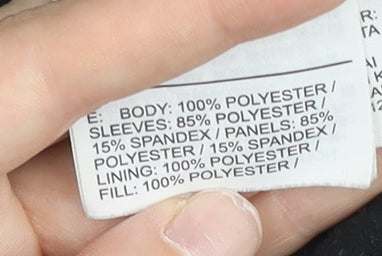 E: BODY: 100% POLYESTER /
SLEEVES: 85% POLYESTER /
15% SPANDEX / PANELS: 85%
POLYESTER / 15% SPANDEX /
LINING: 100% POLYESTER /
FILL: 100% POLYESTER /
R:
TA